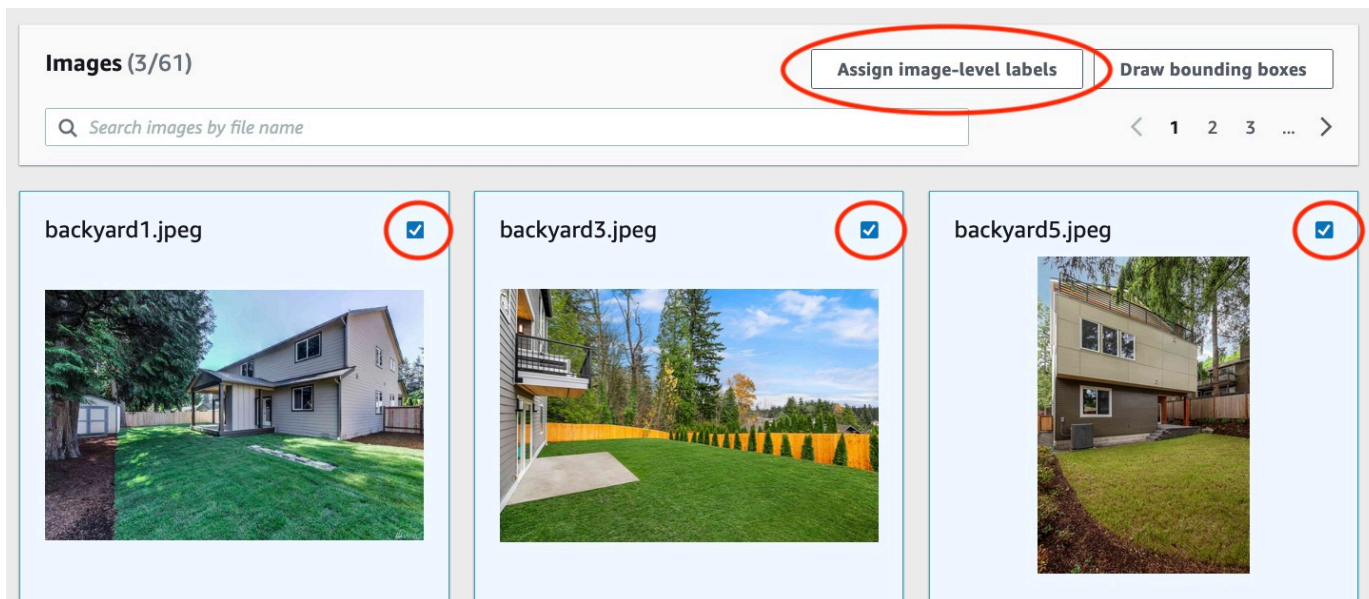 Images (3/61)
Assign image-level labels
Draw bounding boxes
Search images by file name
1 2 3 ...
backyard1.jpeg
backyard3.jpeg
backyard5.jpeg